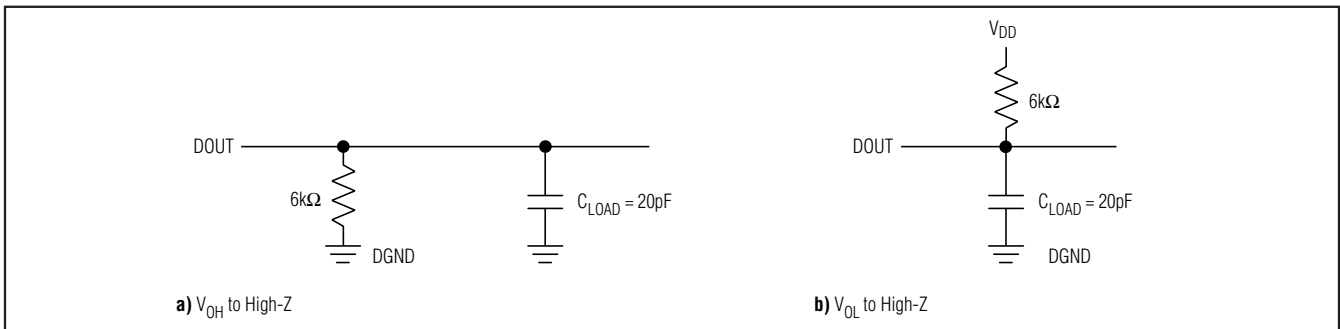 DOUT
6kΩ
DGND
C_LOAD = 20pF
a) V_OH to High-Z
V_DD
6kΩ
DOUT
C_LOAD = 20pF
DGND
b) V_OL to High-Z